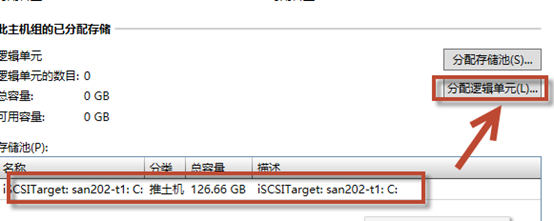 此主机组的已分配存储
逻辑单元
分配存储池(S)...
逻辑单元的数目: 0
总容量: 0 GB
分配逻辑单元(L)...
可用容量: 0 GB
存储池(P):
名称 分类 总容量 描述
iSCSITarget: san202-t1: C: 推土机 126.66 GB iSCSITarget: san202-t1: C: